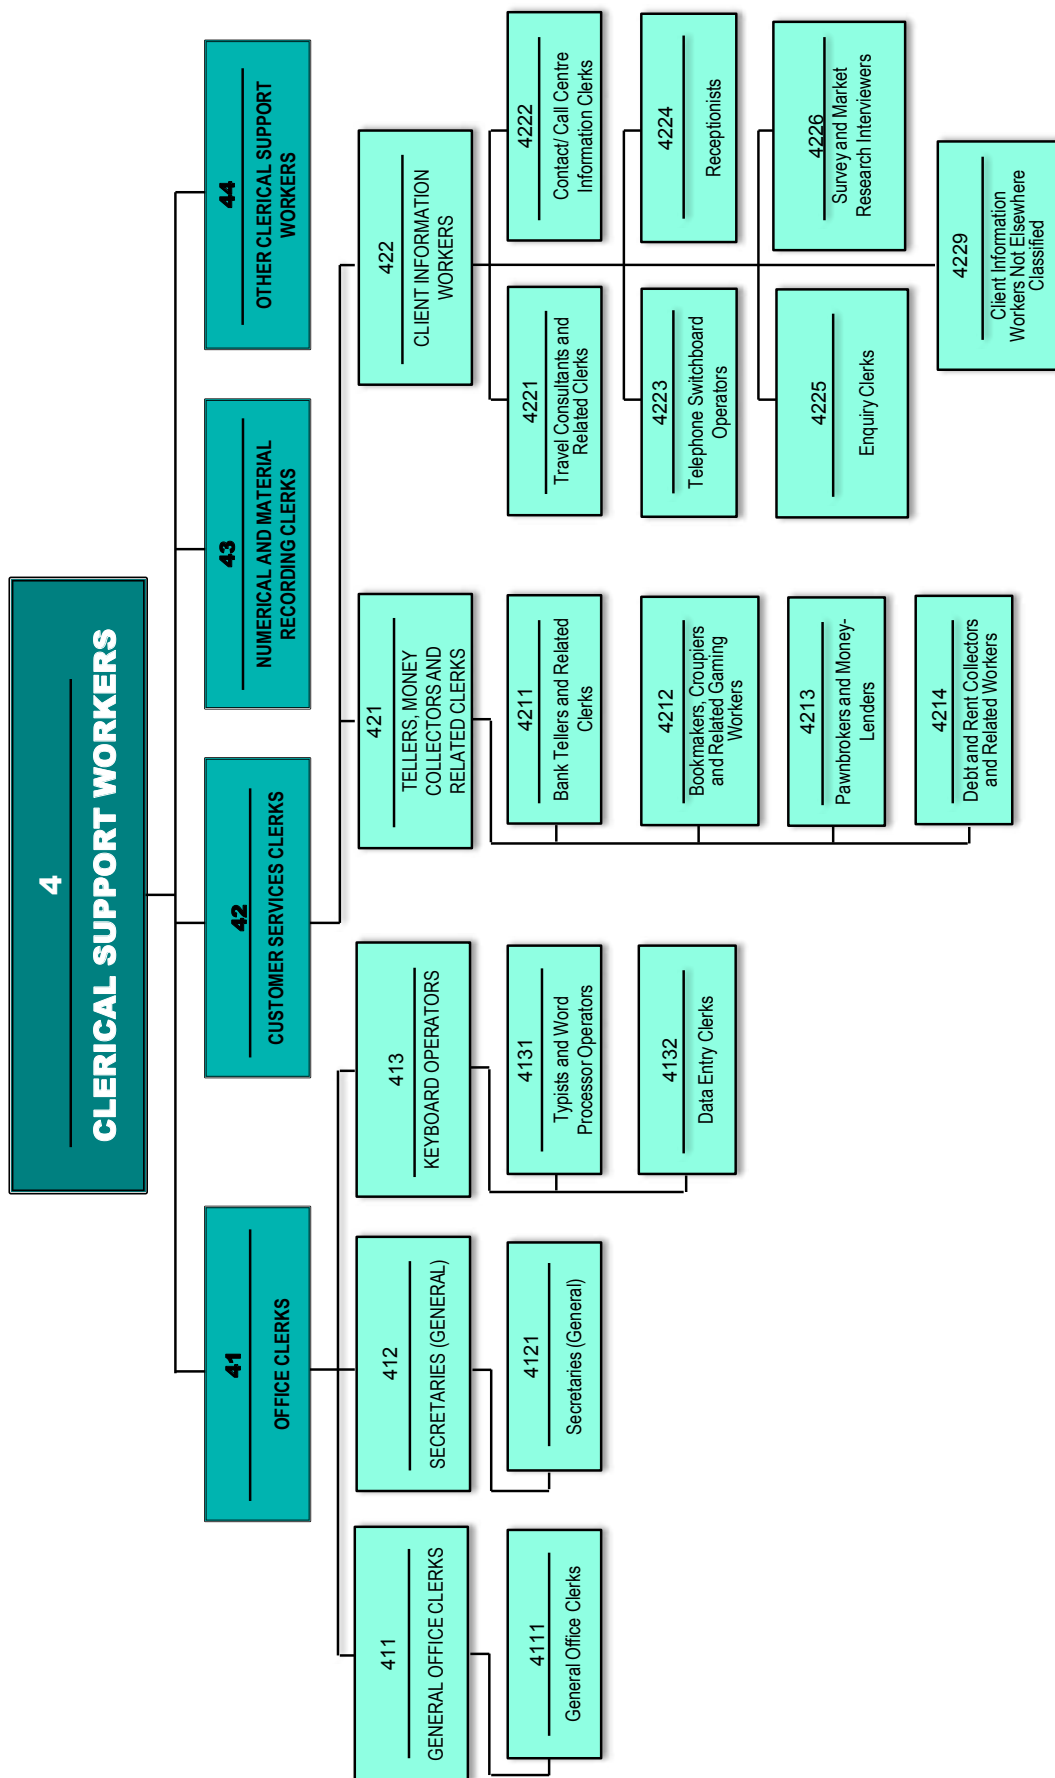 4
CLERICAL SUPPORT WORKERS
41
OFFICE CLERKS
42
CUSTOMER SERVICES CLERKS
43
NUMERICAL AND MATERIAL
RECORDING CLERKS
44
OTHER CLERICAL SUPPORT
WORKERS
411
GENERAL OFFICE CLERKS
412
SECRETARIES (GENERAL)
413
KEYBOARD OPERATORS
421
TELLERS, MONEY
COLLECTORS AND
RELATED CLERKS
422
CLIENT INFORMATION
WORKERS
4111
General Office Clerks
4121
Secretaries (General)
4131
Typists and Word
Processor Operators
4132
Data Entry Clerks
4211
Bank Tellers and Related
Clerks
4212
Bookmakers, Croupiers
and Related Gaming
Workers
4213
Pawnbrokers and Money-
Lenders
4214
Debt and Rent Collectors
and Related Workers
4221
Travel Consultants and
Related Clerks
4222
Contact/ Call Centre
Information Clerks
4223
Telephone Switchboard
Operators
4224
Receptionists
4225
Enquiry Clerks
4226
Survey and Market
Research Interviewers
4229
Client Information
Workers Not Elsewhere
Classified